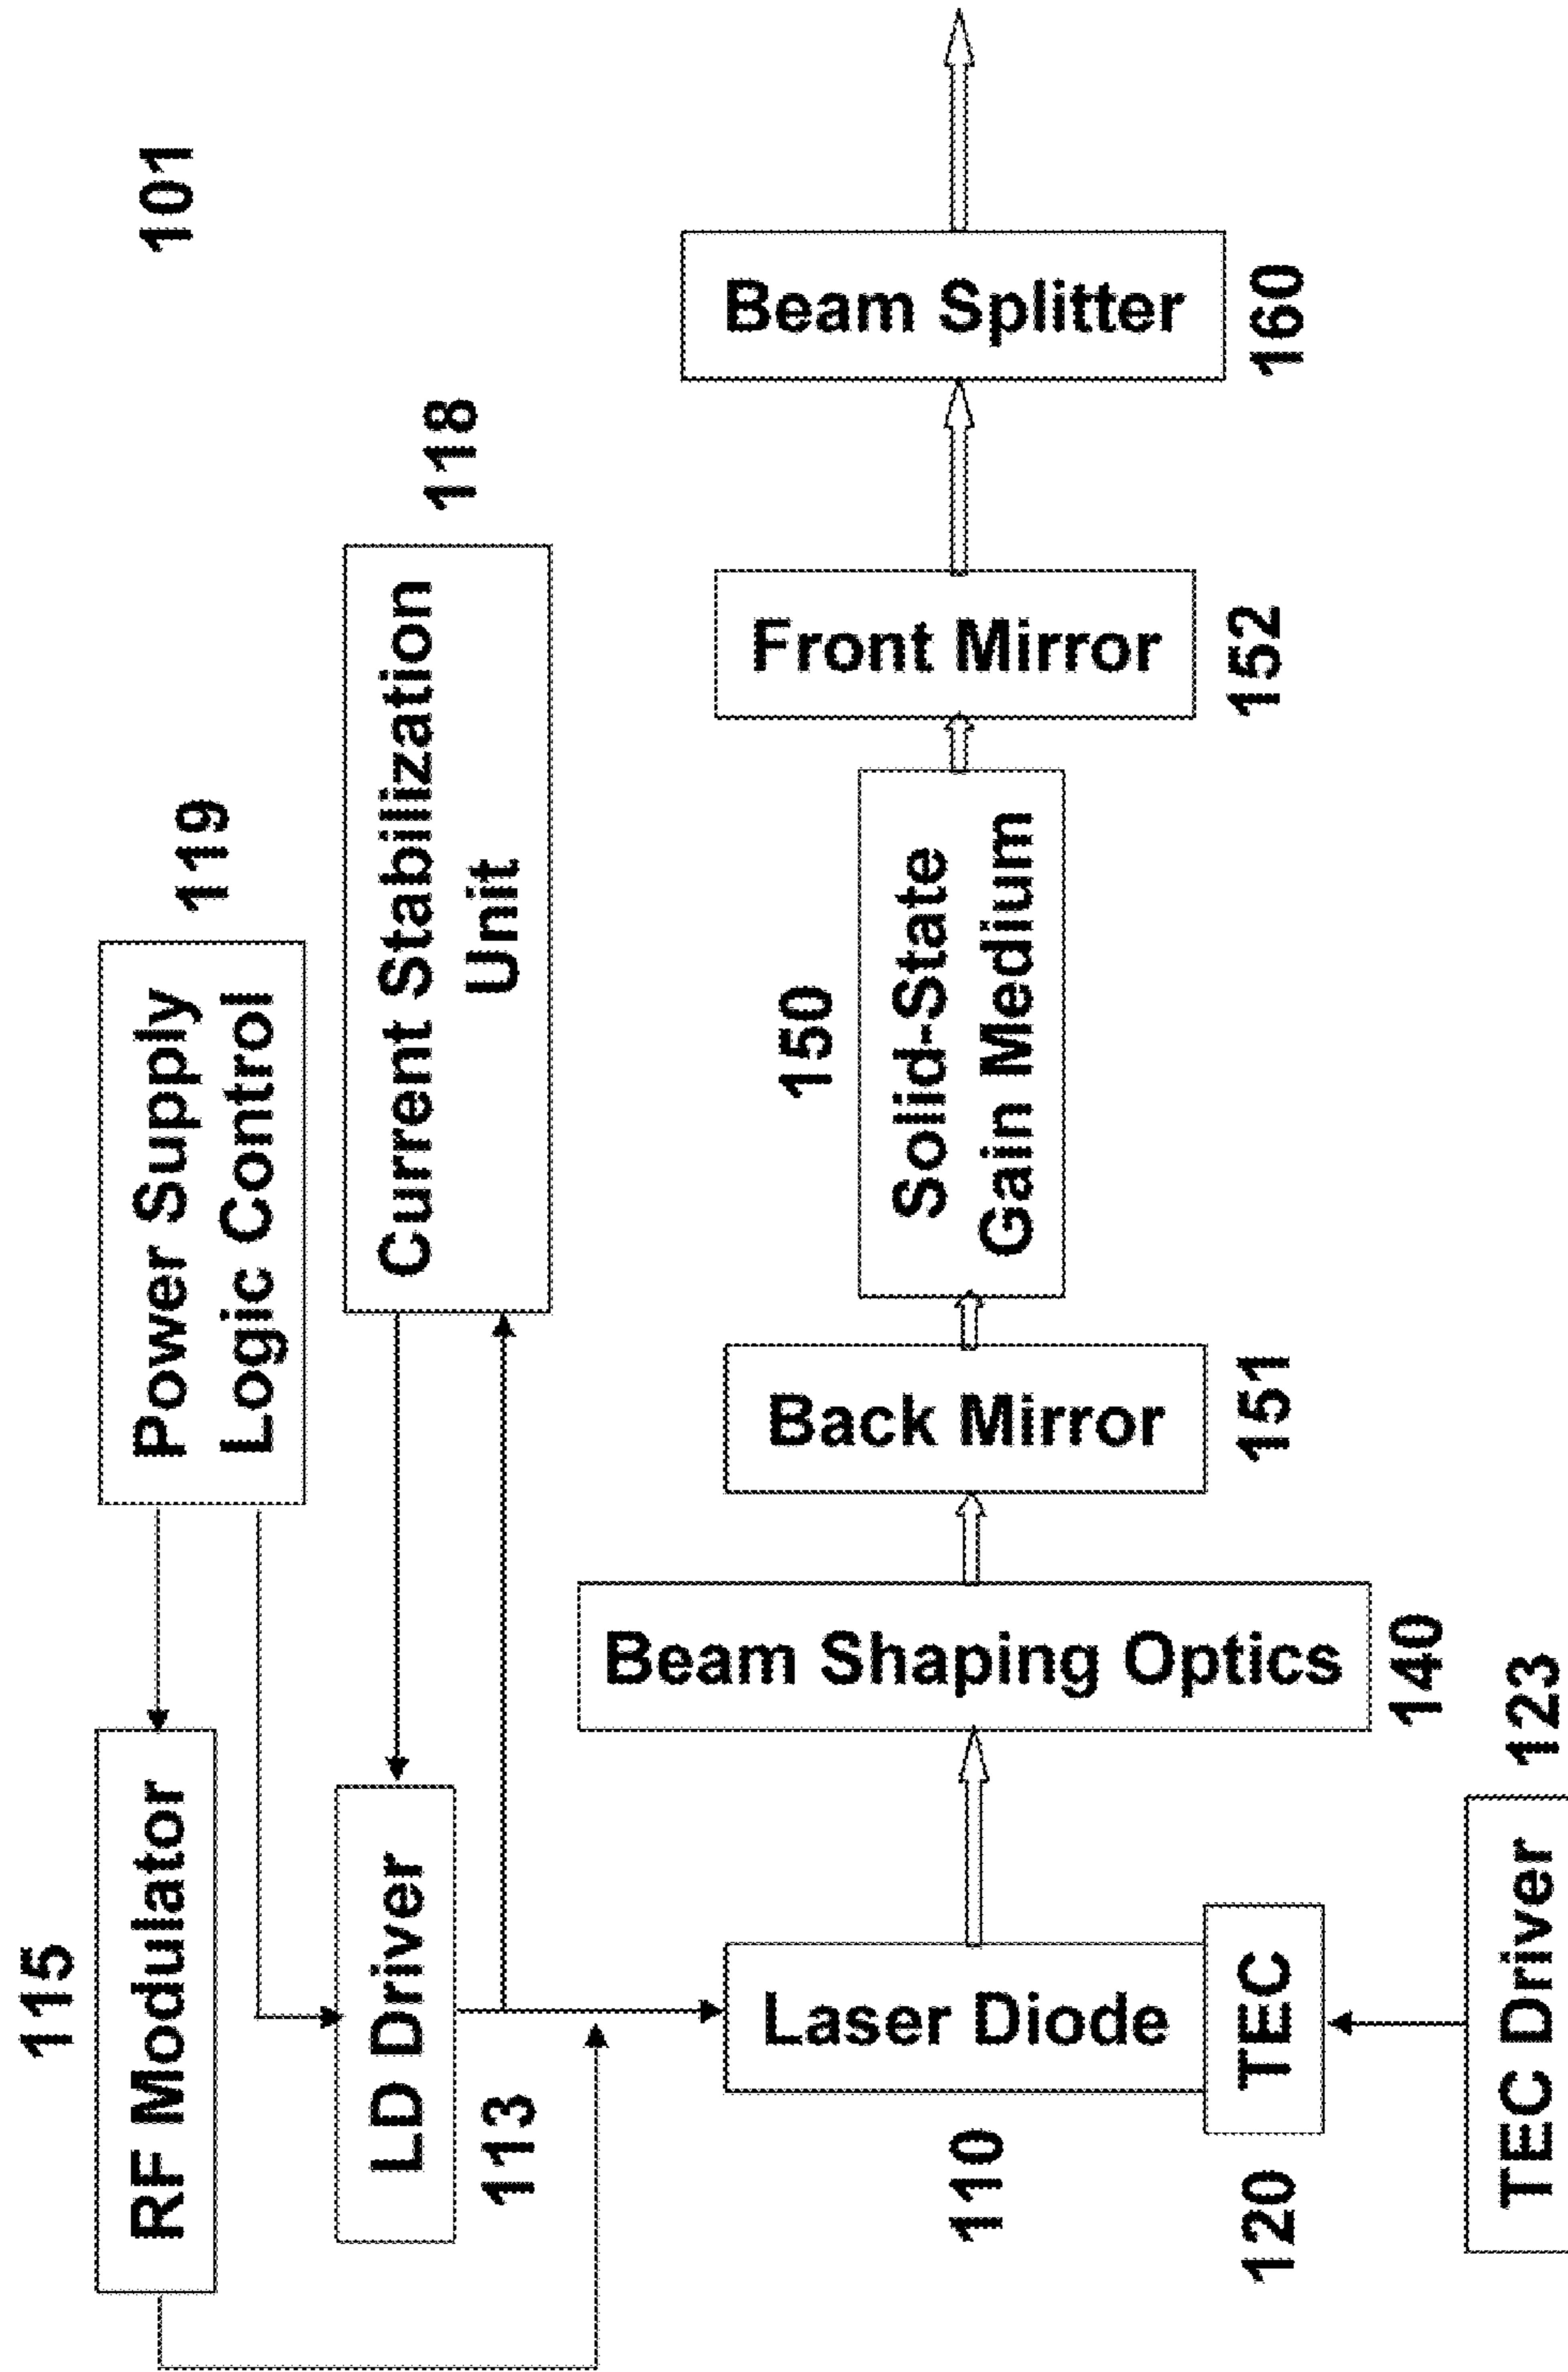 101
115
RF Modulator
Power Supply
Logic Control
119
LD Driver
113
Current Stabilization
Unit
118
Laser Diode
110
TEC
120
TEC Driver
123
Beam Shaping Optics
140
Back Mirror
151
150
Solid-State
Gain Medium
Front Mirror
152
Beam Splitter
160